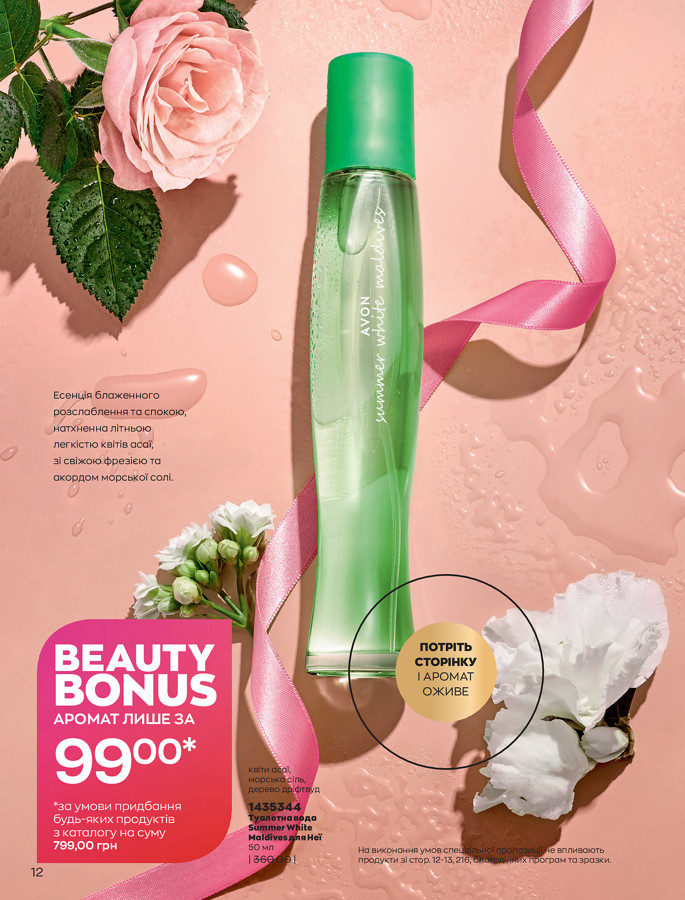 AVON
summer white maldives
Есенція блаженного
розслаблення та спокою,
натхненна літньою
легкістю квітів асаї,
зі свіжою фрезією та
акордом морської солі.
ПОТРІТЬ
СТОРІНКУ
І АРОМАТ
ОЖИВЕ
BEAUTY
BONUS
АРОМАТ ЛИШЕ ЗА
99⁰⁰*
*за умови придбання
будь-яких продуктів
з каталогу на суму
799,00 грн
квіти асаї,
морська сіль,
дерево дріфтвуд
1435344
Туалетна вода
Summer White
Maldives для Неї
50 мл
| 360,00 |
На виконання умов спеціальної пропозиції не впливають
продукти зі стор. 12-13, 216, благодійних програм та зразки.
12